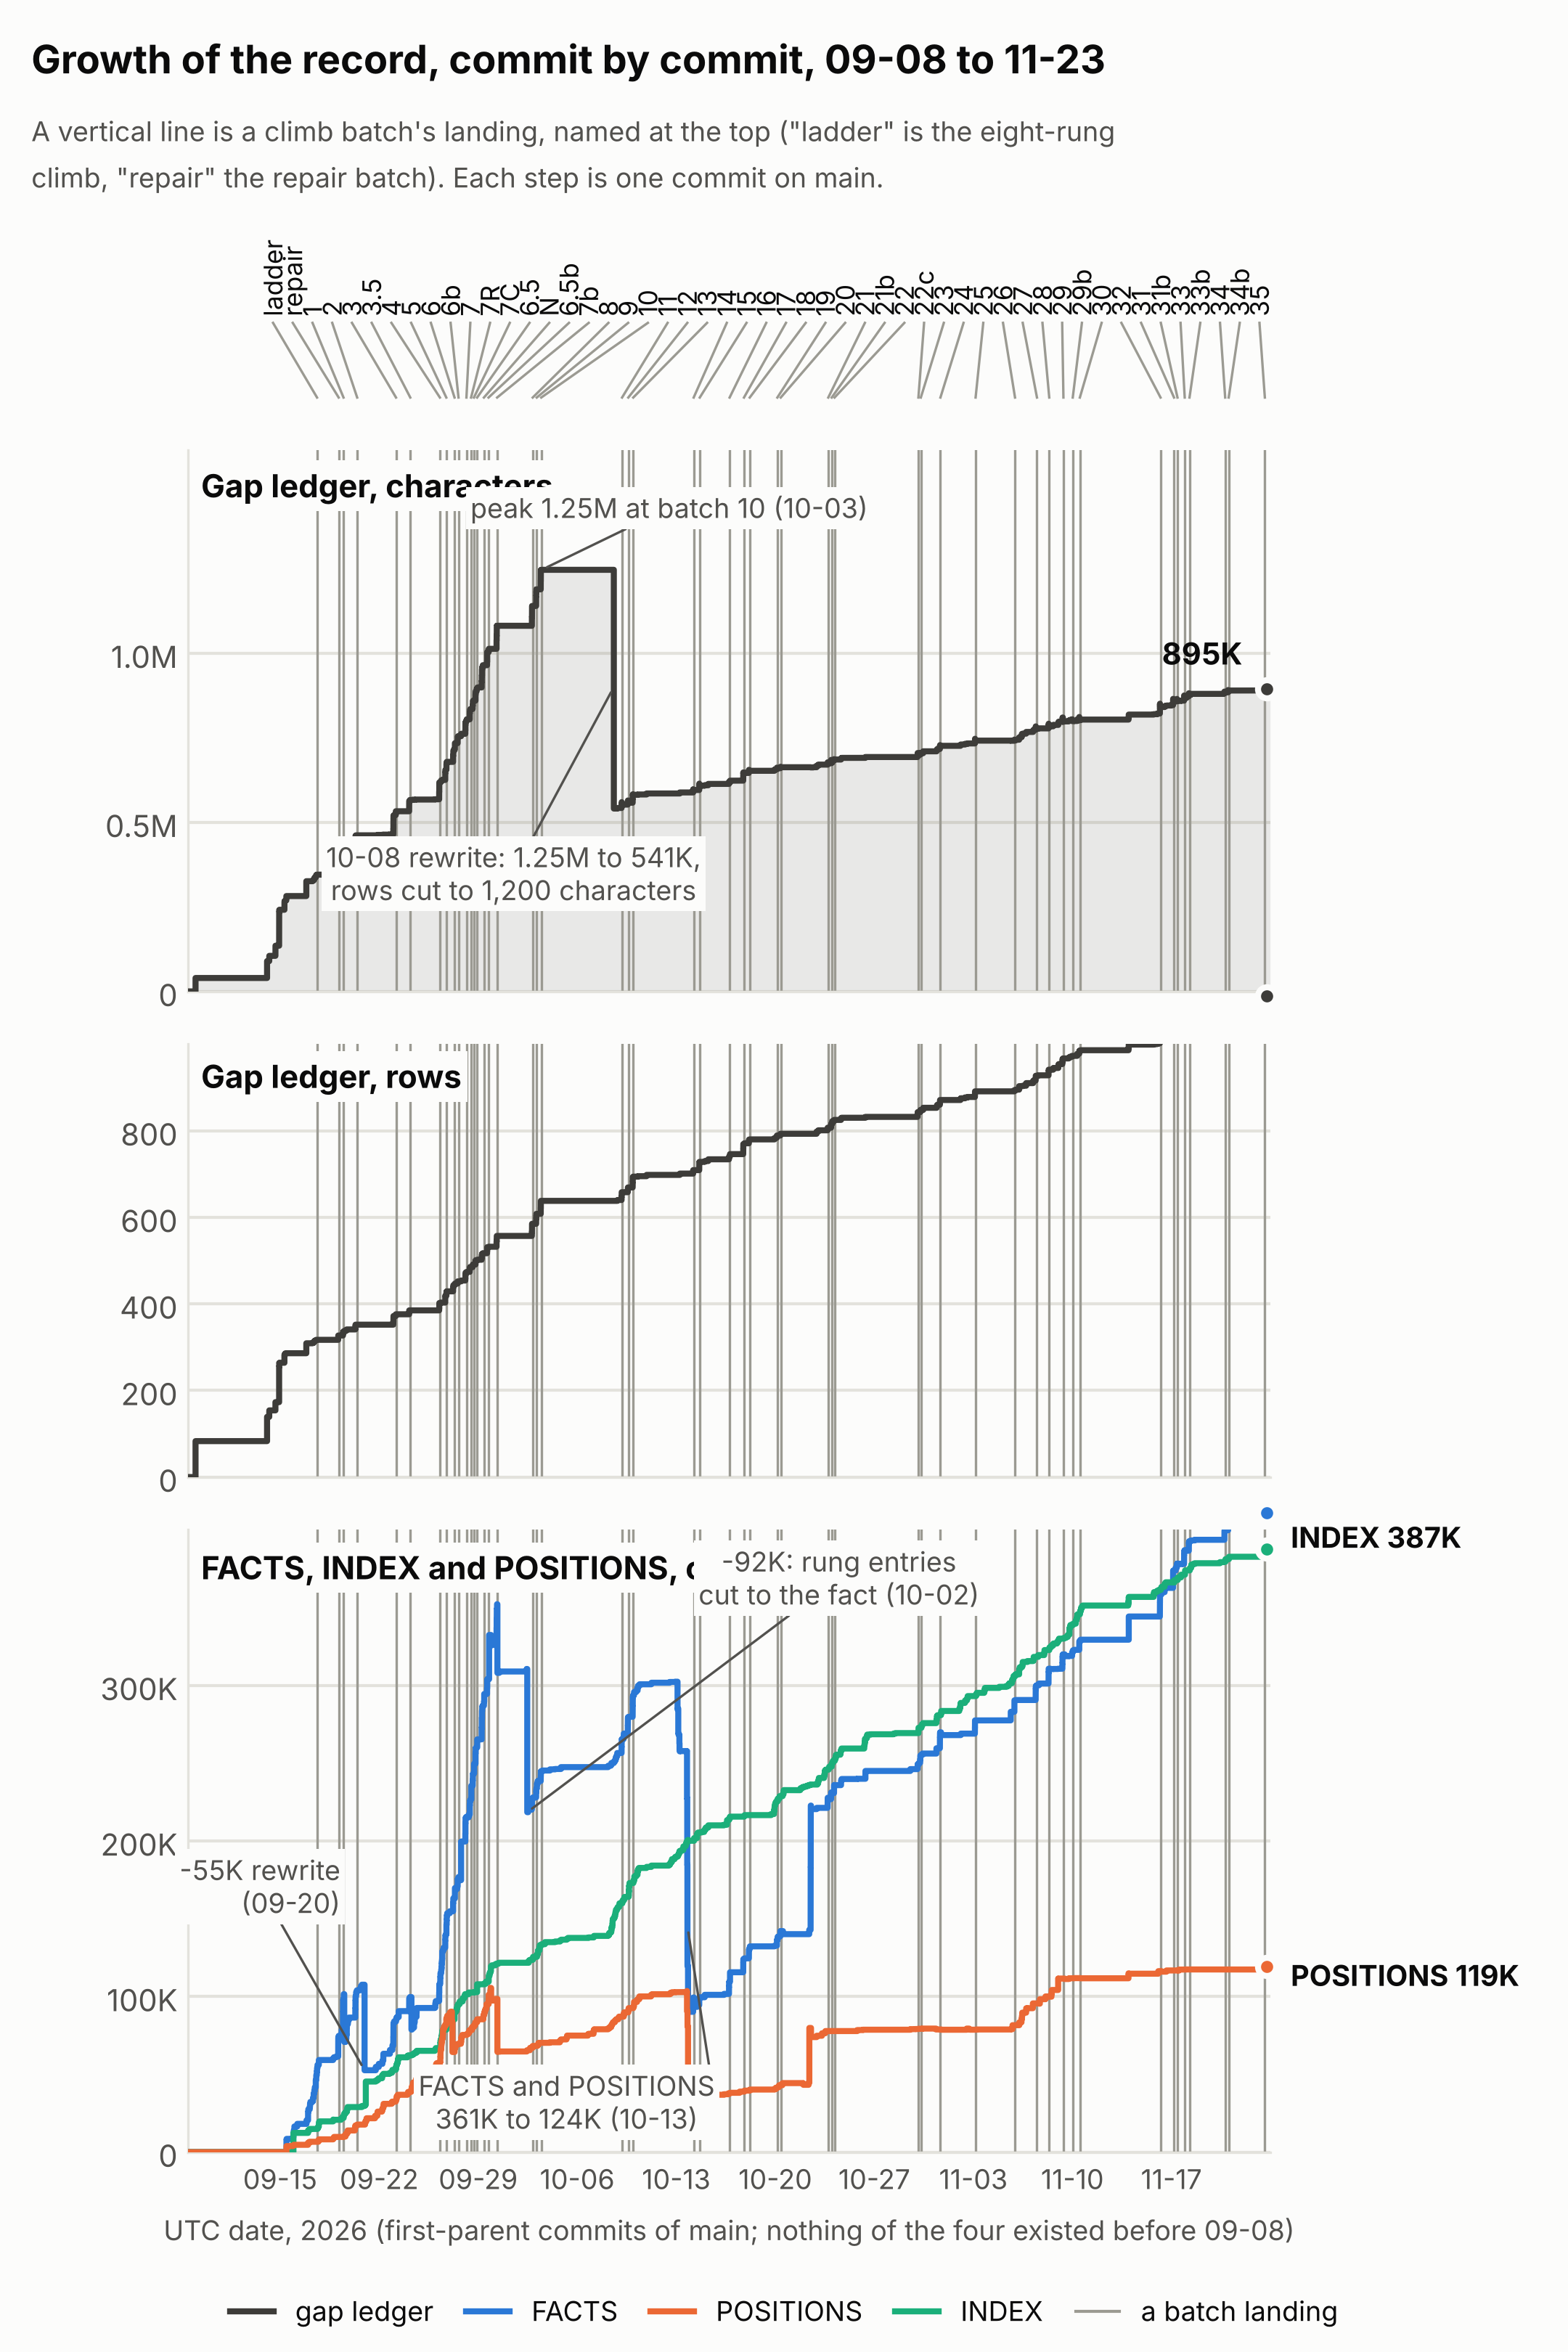 Growth of the record, commit by commit, 09-08 to 11-23
A vertical line is a climb batch's landing, named at the top ("ladder" is the eight-rung
climb, "repair" the repair batch). Each step is one commit on main.
ladder
repair
1
2
3
3.5
4
5
6
6b
7
7R
7C
6.5
N
6.5b
7b
8
9
10
11
12
13
14
15
16
17
18
19
20
21
21b
22
22c
23
24
25
26
27
28
29
29b
30
32
31
31b
33
33b
34
34b
35
Gap ledger, characters
peak 1.25M at batch 10 (10-03)
1.0M
895K
0.5M
10-08 rewrite: 1.25M to 541K,
rows cut to 1,200 characters
0
Gap ledger, rows
800
600
400
200
0
INDEX 387K
FACTS, INDEX and POSITIONS,
-92K: rung entries
cut to the fact (10-02)
300K
200K
-55K rewrite
(09-20)
100K
POSITIONS 119K
FACTS and POSITIONS
361K to 124K (10-13)
0
09-15 09-22 09-29 10-06 10-13 10-20 10-27 11-03 11-10 11-17
UTC date, 2026 (first-parent commits of main; nothing of the four existed before 09-08)
gap ledger FACTS POSITIONS INDEX a batch landing